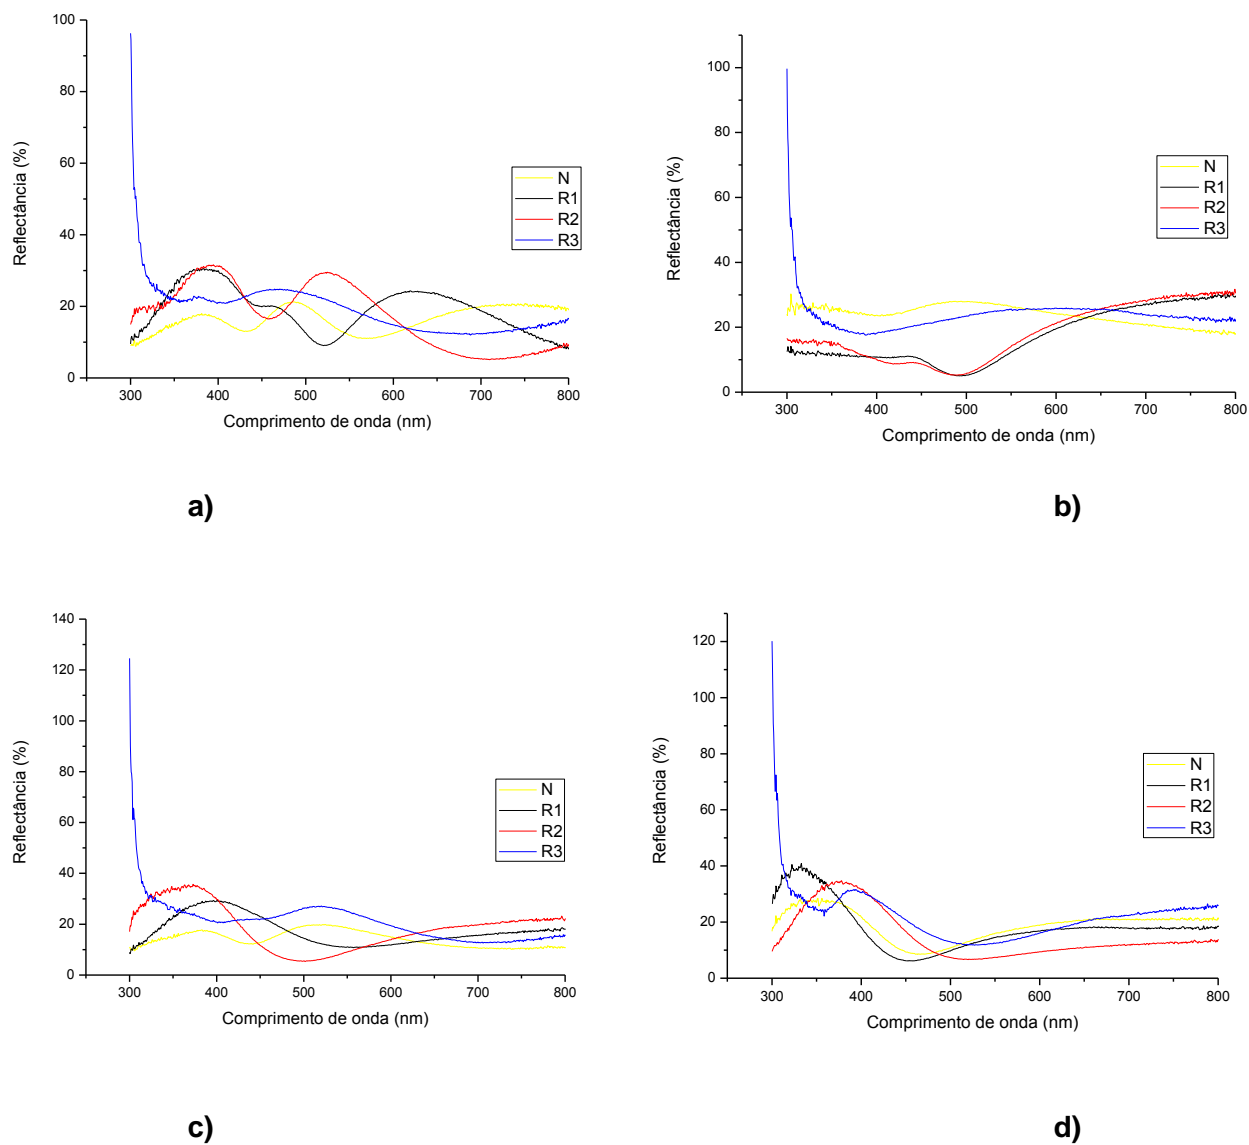 100
80
60
40
20
0
Reflectância (%)
300 400 500 600 700 800
Comprimento de onda (nm)
N
R1
R2
R3
a)
100
80
60
40
20
0
Reflectância (%)
300 400 500 600 700 800
Comprimento de onda (nm)
N
R1
R2
R3
b)
140
120
100
80
60
40
20
0
Reflectância (%)
300 400 500 600 700 800
Comprimento de onda (nm)
N
R1
R2
R3
c)
120
100
80
60
40
20
0
Reflectância (%)
300 400 500 600 700 800
Comprimento de onda (nm)
N
R1
R2
R3
d)